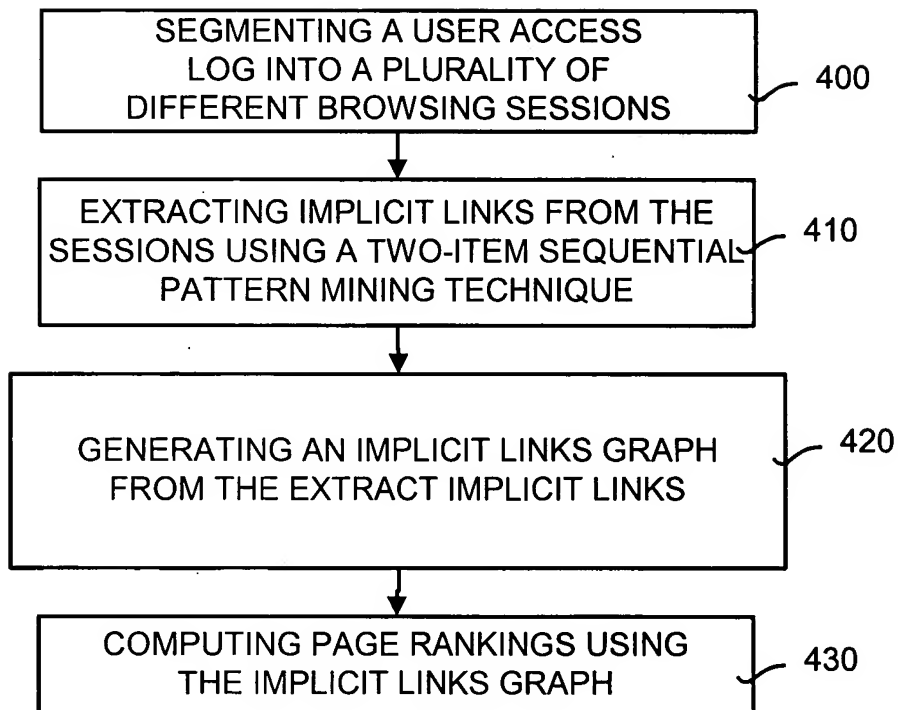 SEGMENTING A USER ACCESS
LOG INTO A PLURALITY OF
DIFFERENT BROWSING SESSIONS
400
EXTRACTING IMPLICIT LINKS FROM THE
SESSIONS USING A TWO-ITEM SEQUENTIAL
PATTERN MINING TECHNIQUE
410
GENERATING AN IMPLICIT LINKS GRAPH
FROM THE EXTRACT IMPLICIT LINKS
420
COMPUTING PAGE RANKINGS USING
THE IMPLICIT LINKS GRAPH
430